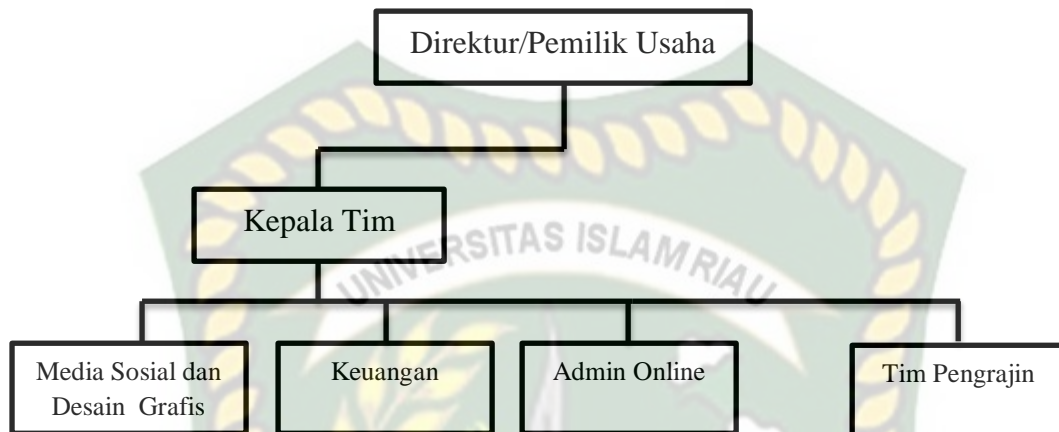 Direktur/Pemilik Usaha
Kepala Tim
UNIVERSITAS ISLAM RIAU
Media Sosial dan
Desain Grafis
Keuangan
Admin Online
Tim Pengrajin